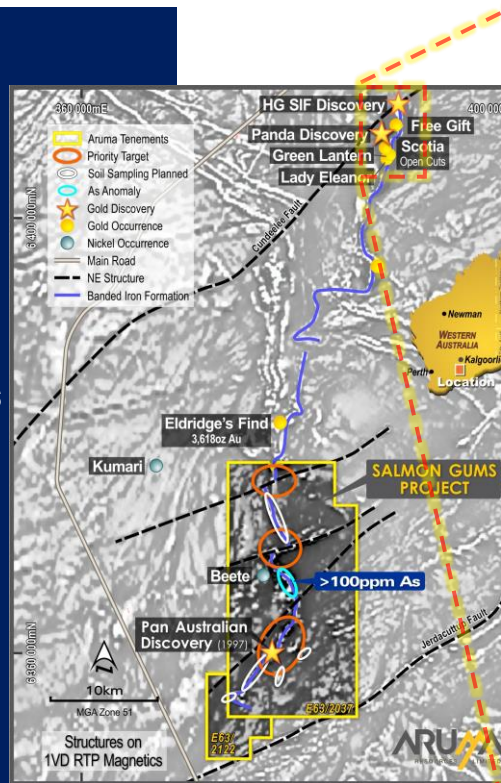 360 000mE
400 0
HG SIF Discovery
Free Gift
Panda Discovery
Scotia
Open Cuts
Green Lantern
Lady Eleanor
Aruma Tenements
Priority Target
Soil Sampling Planned
As Anomaly
Gold Discovery
Gold Occurrence
Nickel Occurrence
Main Road
NE Structure
Banded Iron Formation
Cundeelee Fault
6 400 000mN
Newman
WESTERN
AUSTRALIA
Kalgoorli
Perth
Location
s
Eldridge's Find
3,618oz Au
Kumari
SALMON GUMS
PROJECT
Beete
>100ppm As
Pan Australian
Discovery (1997)
Jerdacuttup Fault
6 360 000mN
10km
MGA Zone 51
E63/2037
E63/
2122
Structures on
1VD RTP Magnetics
ARUMA